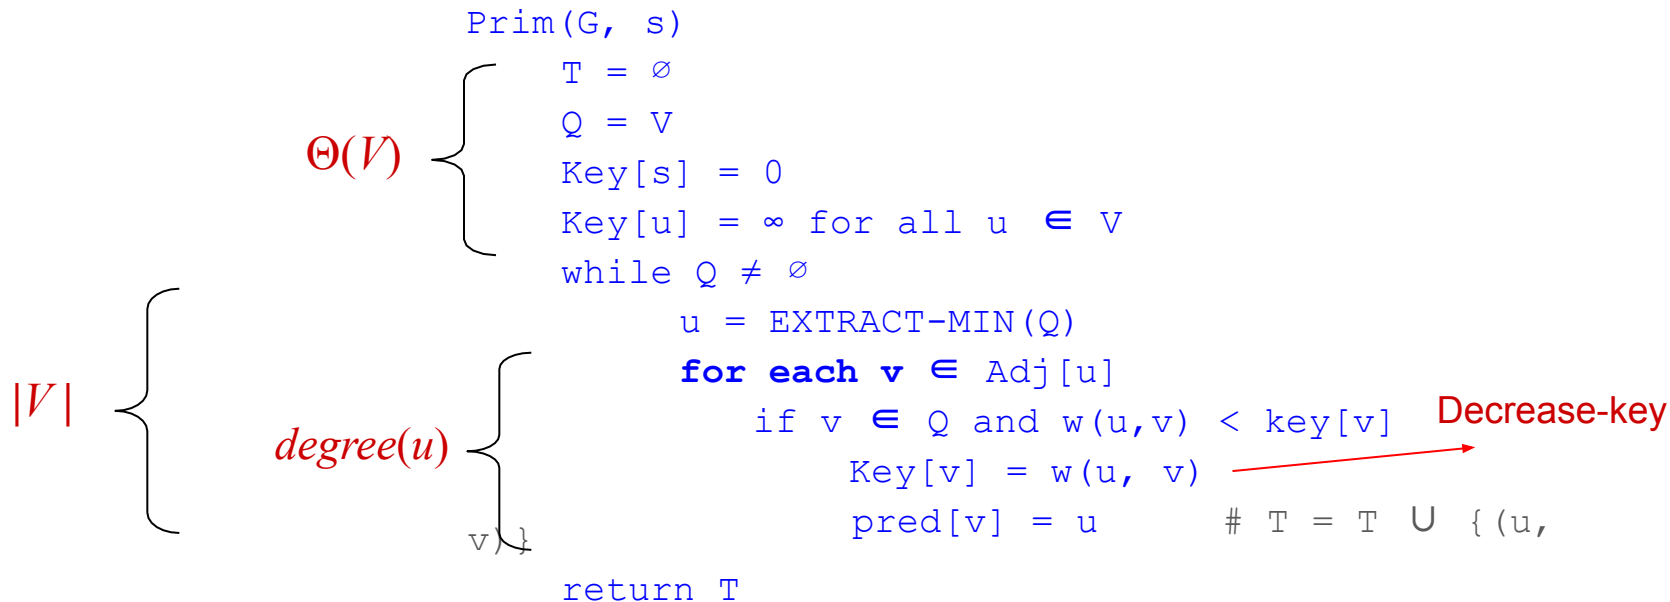 Prim(G, s)
T = ∅
Q = V
Θ(V)
Key[s] = 0
Key[u] = ∞ for all u ∈ V
while Q ≠ ∅
u = EXTRACT-MIN(Q)
for each v ∈ Adj[u]
|V|
if v ∈ Q and w(u,v) < key[v]
Decrease-key
degree(u)
Key[v] = w(u, v)
pred[v] = u # T = T ∪ {(u,
v)}
return T